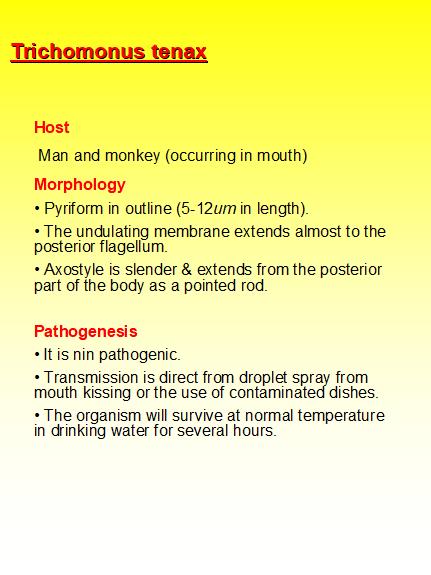 Trichomonus tenax
Host
Man and monkey (occurring in mouth)
Morphology
• Pyriform in outline (5-12um in length).
• The undulating membrane extends almost to the
posterior flagellum.
• Axostyle is slender & extends from the posterior
part of the body as a pointed rod.
Pathogenesis
• It is nin pathogenic.
• Transmission is direct from droplet spray from
mouth kissing or the use of contaminated dishes.
• The organism will survive at normal temperature
in drinking water for several hours.